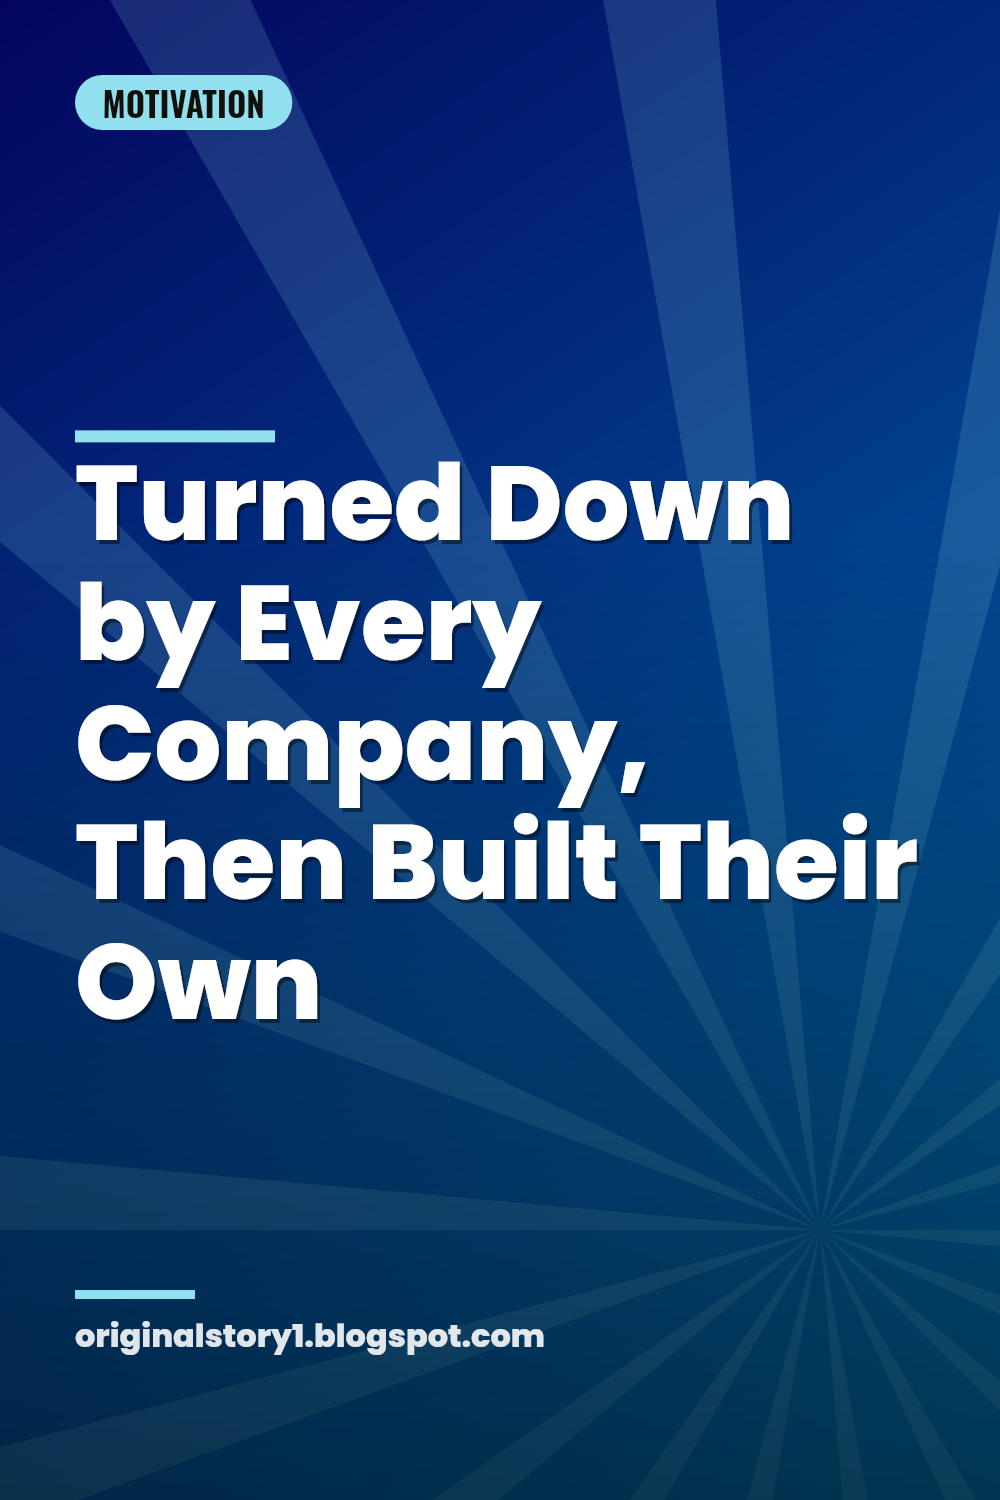 MOTIVATION
Turned Down
by Every
Company,
Then Built Their
Own
originalstory1.blogspot.com